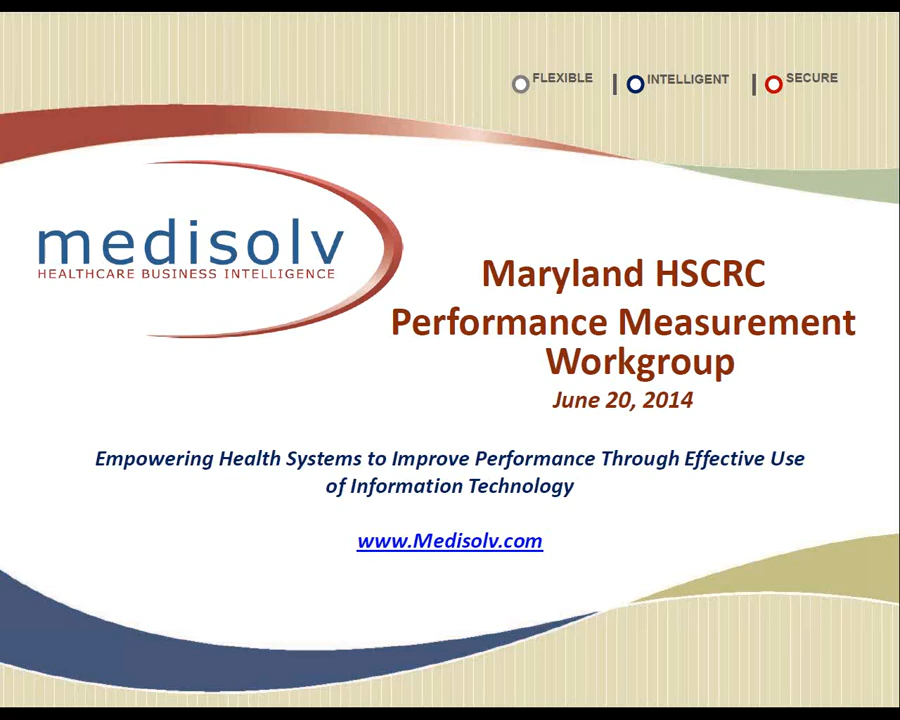 FLEXIBLE | INTELLIGENT | SECURE
medisolv
HEALTHCARE BUSINESS INTELLIGENCE
Maryland HSCRC
Performance Measurement
Workgroup
June 20, 2014
Empowering Health Systems to Improve Performance Through Effective Use
of Information Technology
www.Medisolv.com